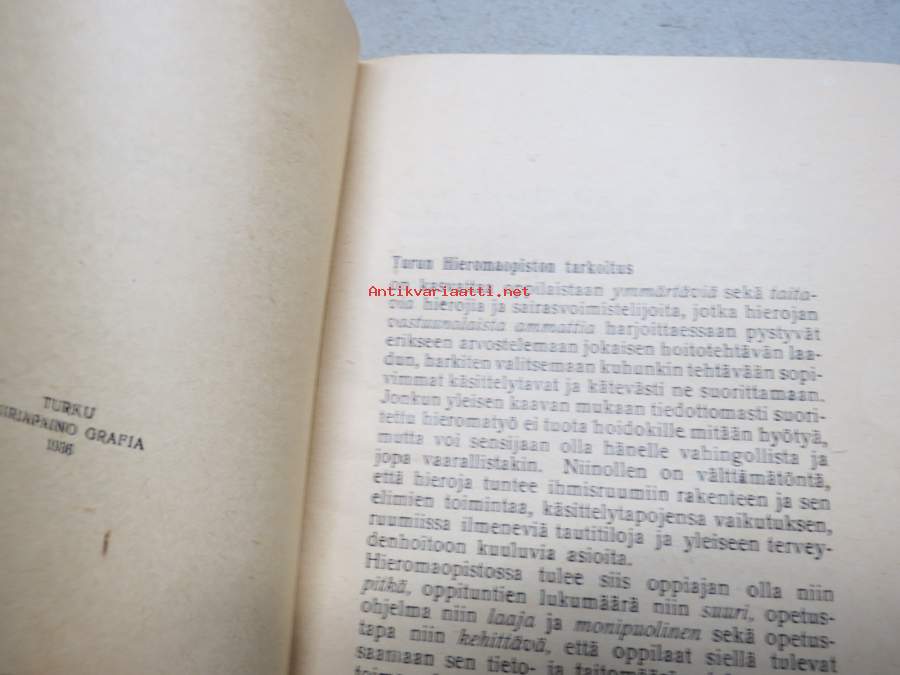 TURKU
KIRJAPAINO GRAFIA
1936
Turun Hieromaopiston tarkoitus
on kasvattaa oppilaistaan ymmärtäviä sekä taita-
Antikvariaatti.net
via hierojia ja sairasvoimistelijoita, jotka hierojan
vastuunalaista ammattia harjoittaessaan pystyvät
erikseen arvostelemaan jokaisen hoitotehtävän laa-
dun, harkiten valitsemaan kuhunkin tehtävään sopi-
vimmat käsittelytavat ja kätevästi ne suorittamaan.
Jonkun yleisen kaavan mukaan tiedottomasti suori-
tettu hieromatyö ei tuota hoidokille mitään hyötyä,
mutta voi sensijaan olla hänelle vahingollista ja
jopa vaarallistakin. Niinollen on välttämätöntä,
että hieroja tuntee ihmisruumiin rakenteen ja sen
elimien toimintaa, käsittelytapojensa vaikutuksen,
ruumiissa ilmeneviä tautitiloja ja yleiseen tervey-
denhoitoon kuuluvia asioita.
Hieromaopistossa tulee siis oppiajan olla niin
pitkä, oppituntien lukumäärä niin suuri, opetus-
ohjelma niin laaja ja monipuolinen sekä opetus-
tapa niin kehittävä, että oppilaat siellä tulevat
saamaan sen tieto- ja